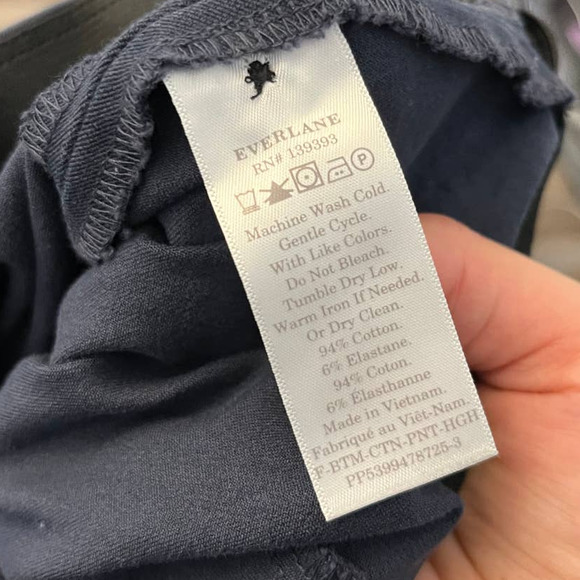 EVERLANE
RN# 139393
P
Machine Wash Cold.
Gentle Cycle.
With Like Colors.
Do Not Bleach.
Tumble Dry Low.
Warm Iron If Needed.
Or Dry Clean.
94% Cotton.
6% Elastane.
94% Coton.
6% Elasthanne
Made in Vietnam.
Fabriqué au Viêt-Nam.
F-BTM-CTN-PNT-HGH
PP5399478725-3